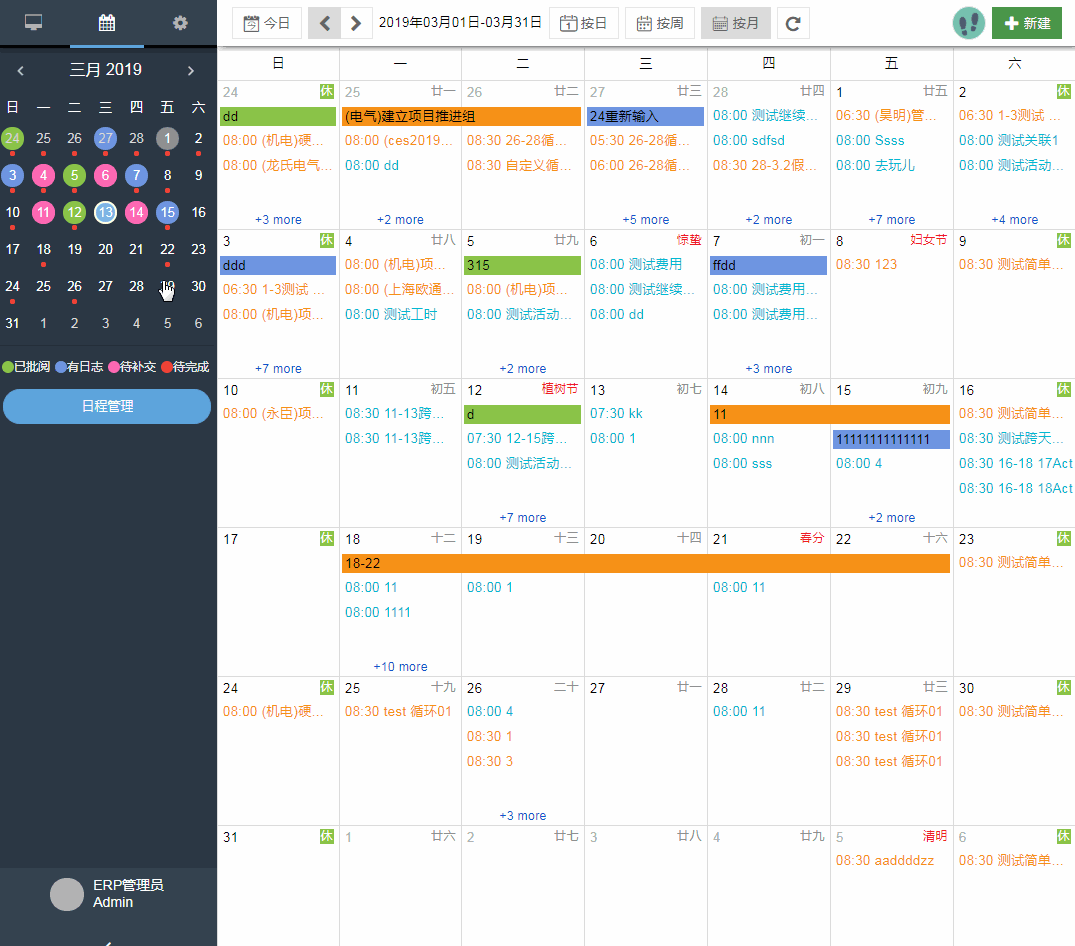 今日 2019年03月01日-03月31日 按日 按周 按月 新建
三月 2019
日 一 二 三 四 五 六
24 25 26 27 28 1 2
3 4 5 6 7 8 9
10 11 12 13 14 15 16
17 18 19 20 21 22 23
24 25 26 27 28 30
31 1 2 3 4 5 6
已批阅 有日志 待补交 待完成
日程管理
ERP管理员
Admin
日 一 二 三 四 五 六
24 休 25 廿一 26 廿二 27 廿三 28 廿四 1 廿五 2 休
dd (电气)建立项目推进组 24重新输入 08:00 测试继续... 06:30 (吴明)管... 06:30 1-3测试 ...
08:00 (机电)硬... 08:00 (ces2019... 08:30 26-28循... 05:30 26-28循... 08:00 sdfsd 08:00 Ssss 08:00 测试关联1
08:00 (龙氏电气... 08:00 dd 08:30 自定义循... 06:00 26-28循... 08:30 28-3.2假... 08:00 去玩儿 08:00 测试活动...
+3 more +2 more +5 more +2 more +7 more +4 more
3 休 4 廿八 5 廿九 6 惊蛰 7 初一 8 妇女节 9 休
ddd 08:00 (机电)项... 315 08:00 测试费用 ffdd 08:30 123 08:30 测试简单...
06:30 1-3测试 ... 08:00 (上海欧通... 08:00 (机电)项... 08:00 测试继续... 08:00 测试费用...
08:00 (机电)项... 08:00 测试工时 08:00 测试活动... 08:00 dd 08:00 测试费用...
+7 more +2 more +3 more
10 休 11 初五 12 植树节 13 初七 14 初八 15 初九 16 休
08:00 (永臣)项... 08:30 11-13跨... d 07:30 kk 11 08:30 测试简单...
08:30 11-13跨... 07:30 12-15跨... 08:00 1 08:00 nnn 11111111111111 08:30 测试跨天...
08:00 测试活动... 08:00 sss 08:00 4 08:30 16-18 17Act
08:30 16-18 18Act
+7 more +2 more
17 休 18 十二 19 十三 20 十四 21 春分 22 十六 23 休
18-22 08:30 测试简单...
08:00 11 08:00 1 08:00 11
08:00 1111
+10 more
24 休 25 十九 26 二十 27 廿一 28 廿二 29 廿三 30 休
08:00 (机电)硬... 08:30 test 循环01 08:00 4 08:00 11 08:30 test 循环01 08:30 测试简单...
08:30 1 08:30 test 循环01
08:30 3 08:30 test 循环01
+3 more
31 休 1 廿六 2 廿七 3 廿八 4 廿九 5 清明 6 休
08:30 aaddddzz 08:30 测试简单...